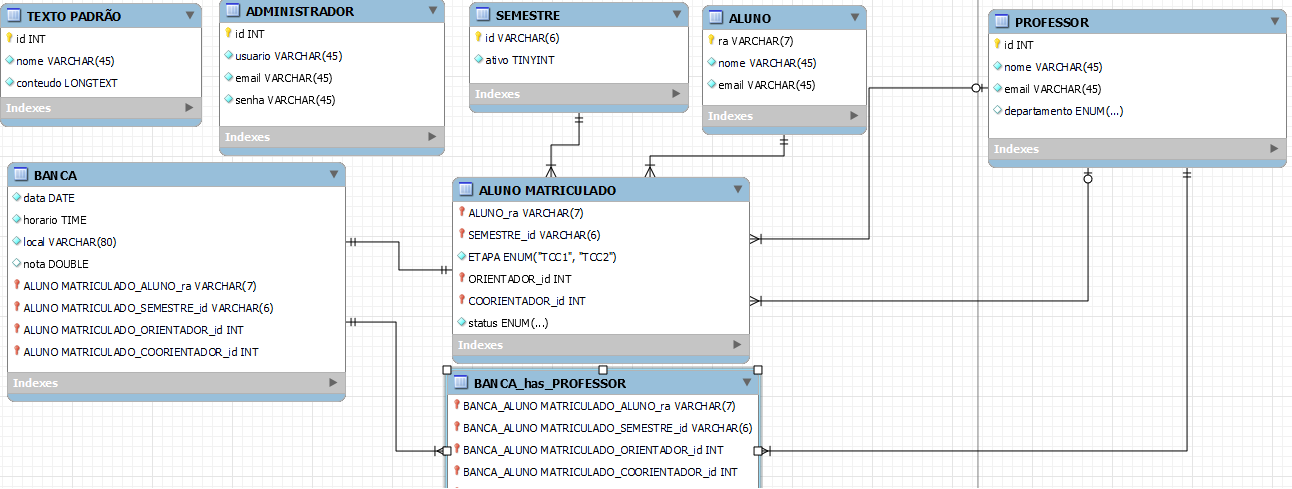 TEXTO PADRÃO
id INT
nome VARCHAR(45)
conteudo LONGTEXT
Indexes
ADMINISTRADOR
id INT
usuario VARCHAR(45)
email VARCHAR(45)
senha VARCHAR(45)
Indexes
SEMESTRE
id VARCHAR(6)
ativo TINYINT
Indexes
ALUNO
ra VARCHAR(7)
nome VARCHAR(45)
email VARCHAR(45)
Indexes
PROFESSOR
id INT
nome VARCHAR(45)
email VARCHAR(45)
departamento ENUM(...)
Indexes
BANCA
data DATE
horario TIME
local VARCHAR(80)
nota DOUBLE
ALUNO MATRICULADO_ALUNO_ra VARCHAR(7)
ALUNO MATRICULADO_SEMESTRE_id VARCHAR(6)
ALUNO MATRICULADO_ORIENTADOR_id INT
ALUNO MATRICULADO_COORIENTADOR_id INT
Indexes
ALUNO MATRICULADO
ALUNO_ra VARCHAR(7)
SEMESTRE_id VARCHAR(6)
ETAPA ENUM("TCC1", "TCC2")
ORIENTADOR_id INT
COORIENTADOR_id INT
status ENUM(...)
Indexes
BANCA_has_PROFESSOR
BANCA_ALUNO MATRICULADO_ALUNO_ra VARCHAR(7)
BANCA_ALUNO MATRICULADO_SEMESTRE_id VARCHAR(6)
BANCA_ALUNO MATRICULADO_ORIENTADOR_id INT
BANCA_ALUNO MATRICULADO_COORIENTADOR_id INT